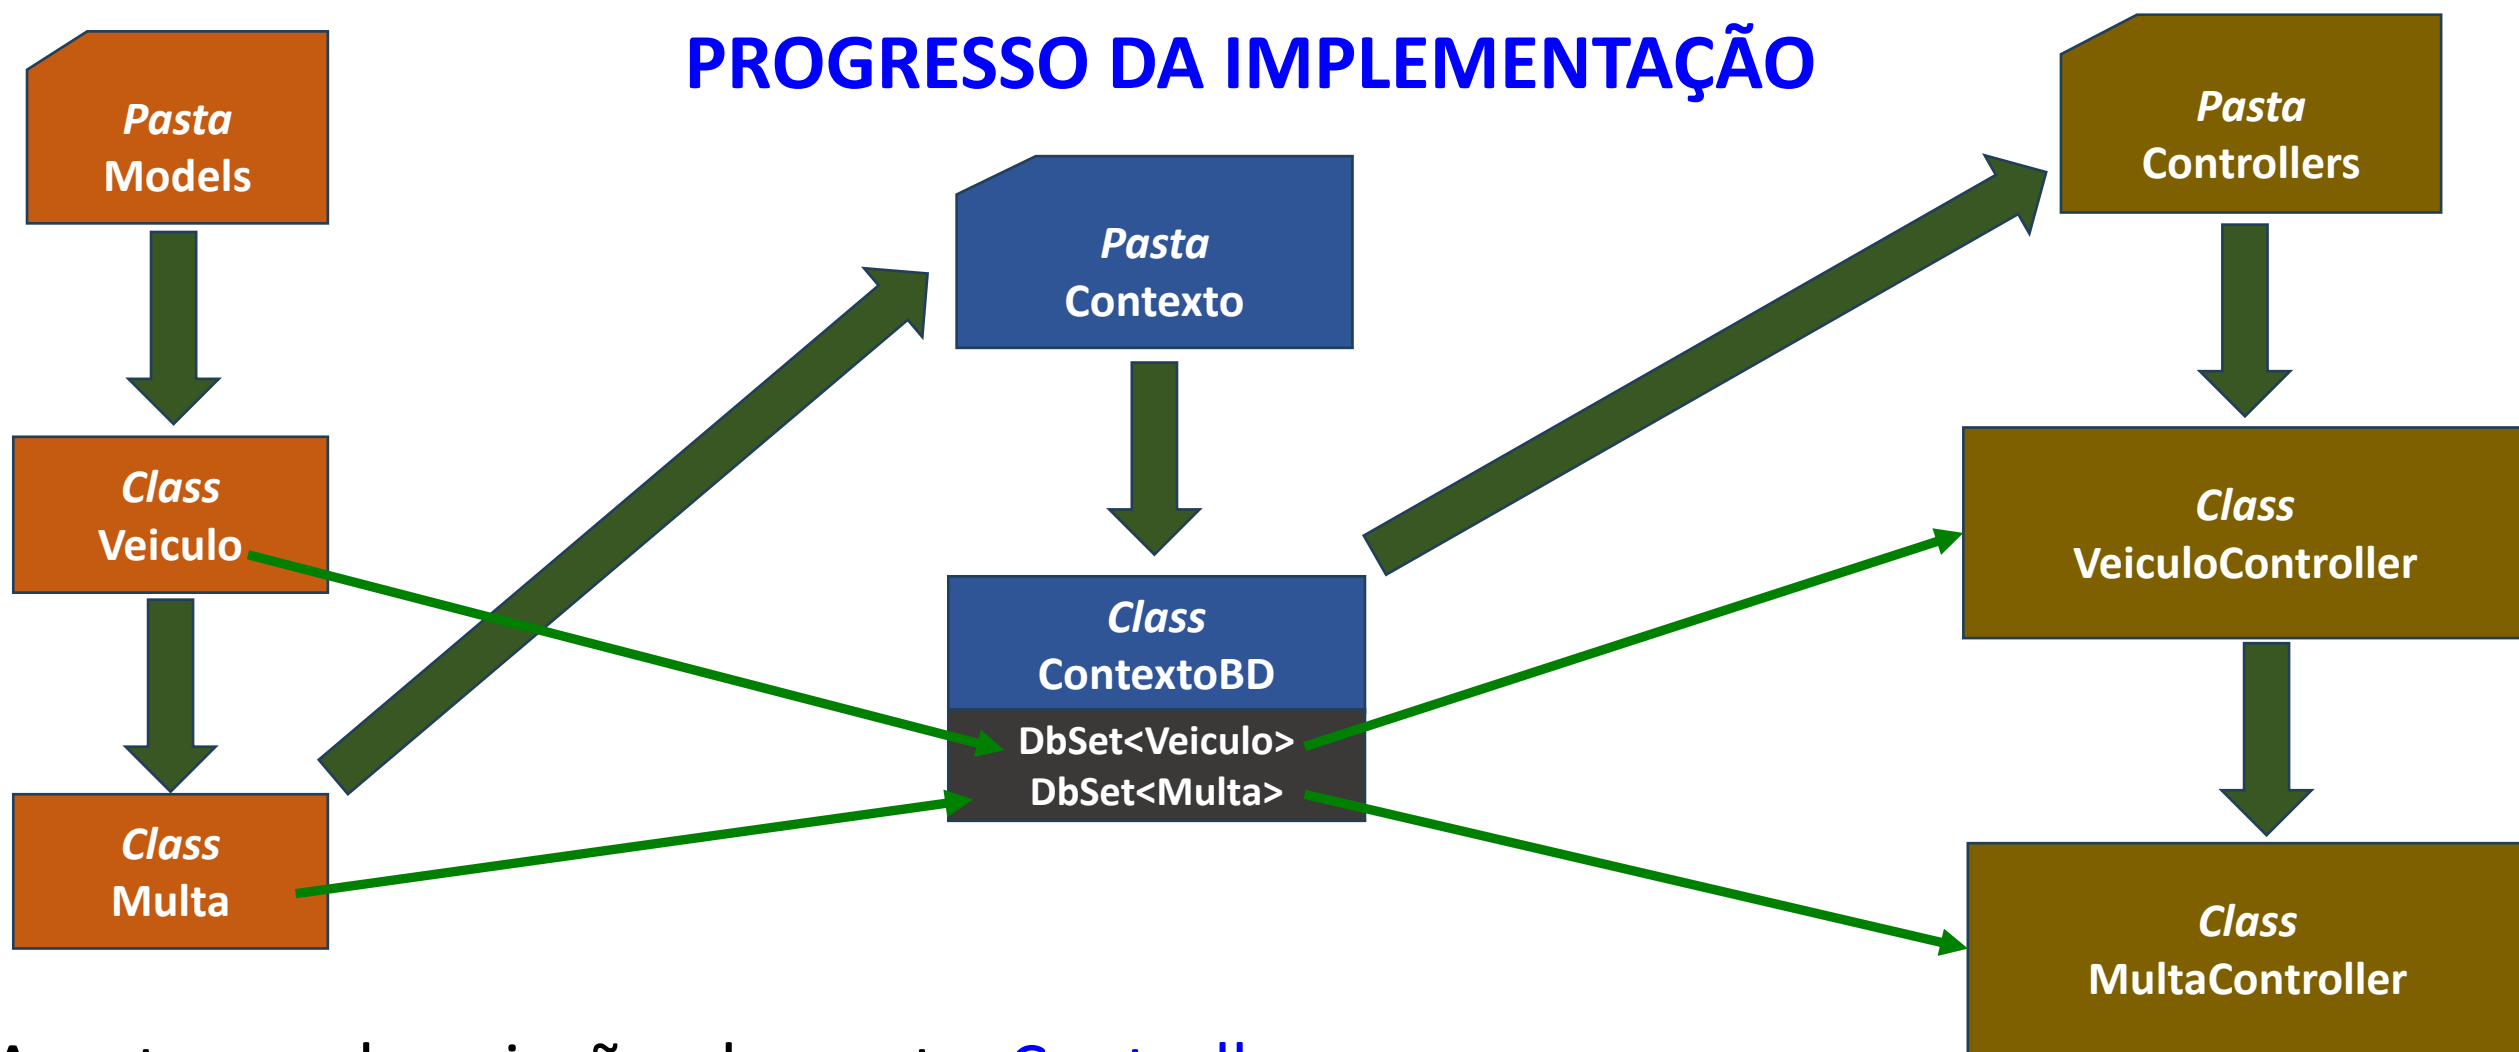 PROGRESSO DA IMPLEMENTAÇÃO
Pasta
Models
Class
Veiculo
Class
Multa
Pasta
Contexto
Class
ContextoBD
DbSet<Veiculo>
DbSet<Multa>
Pasta
Controllers
Class
VeiculoController
Class
MultaController